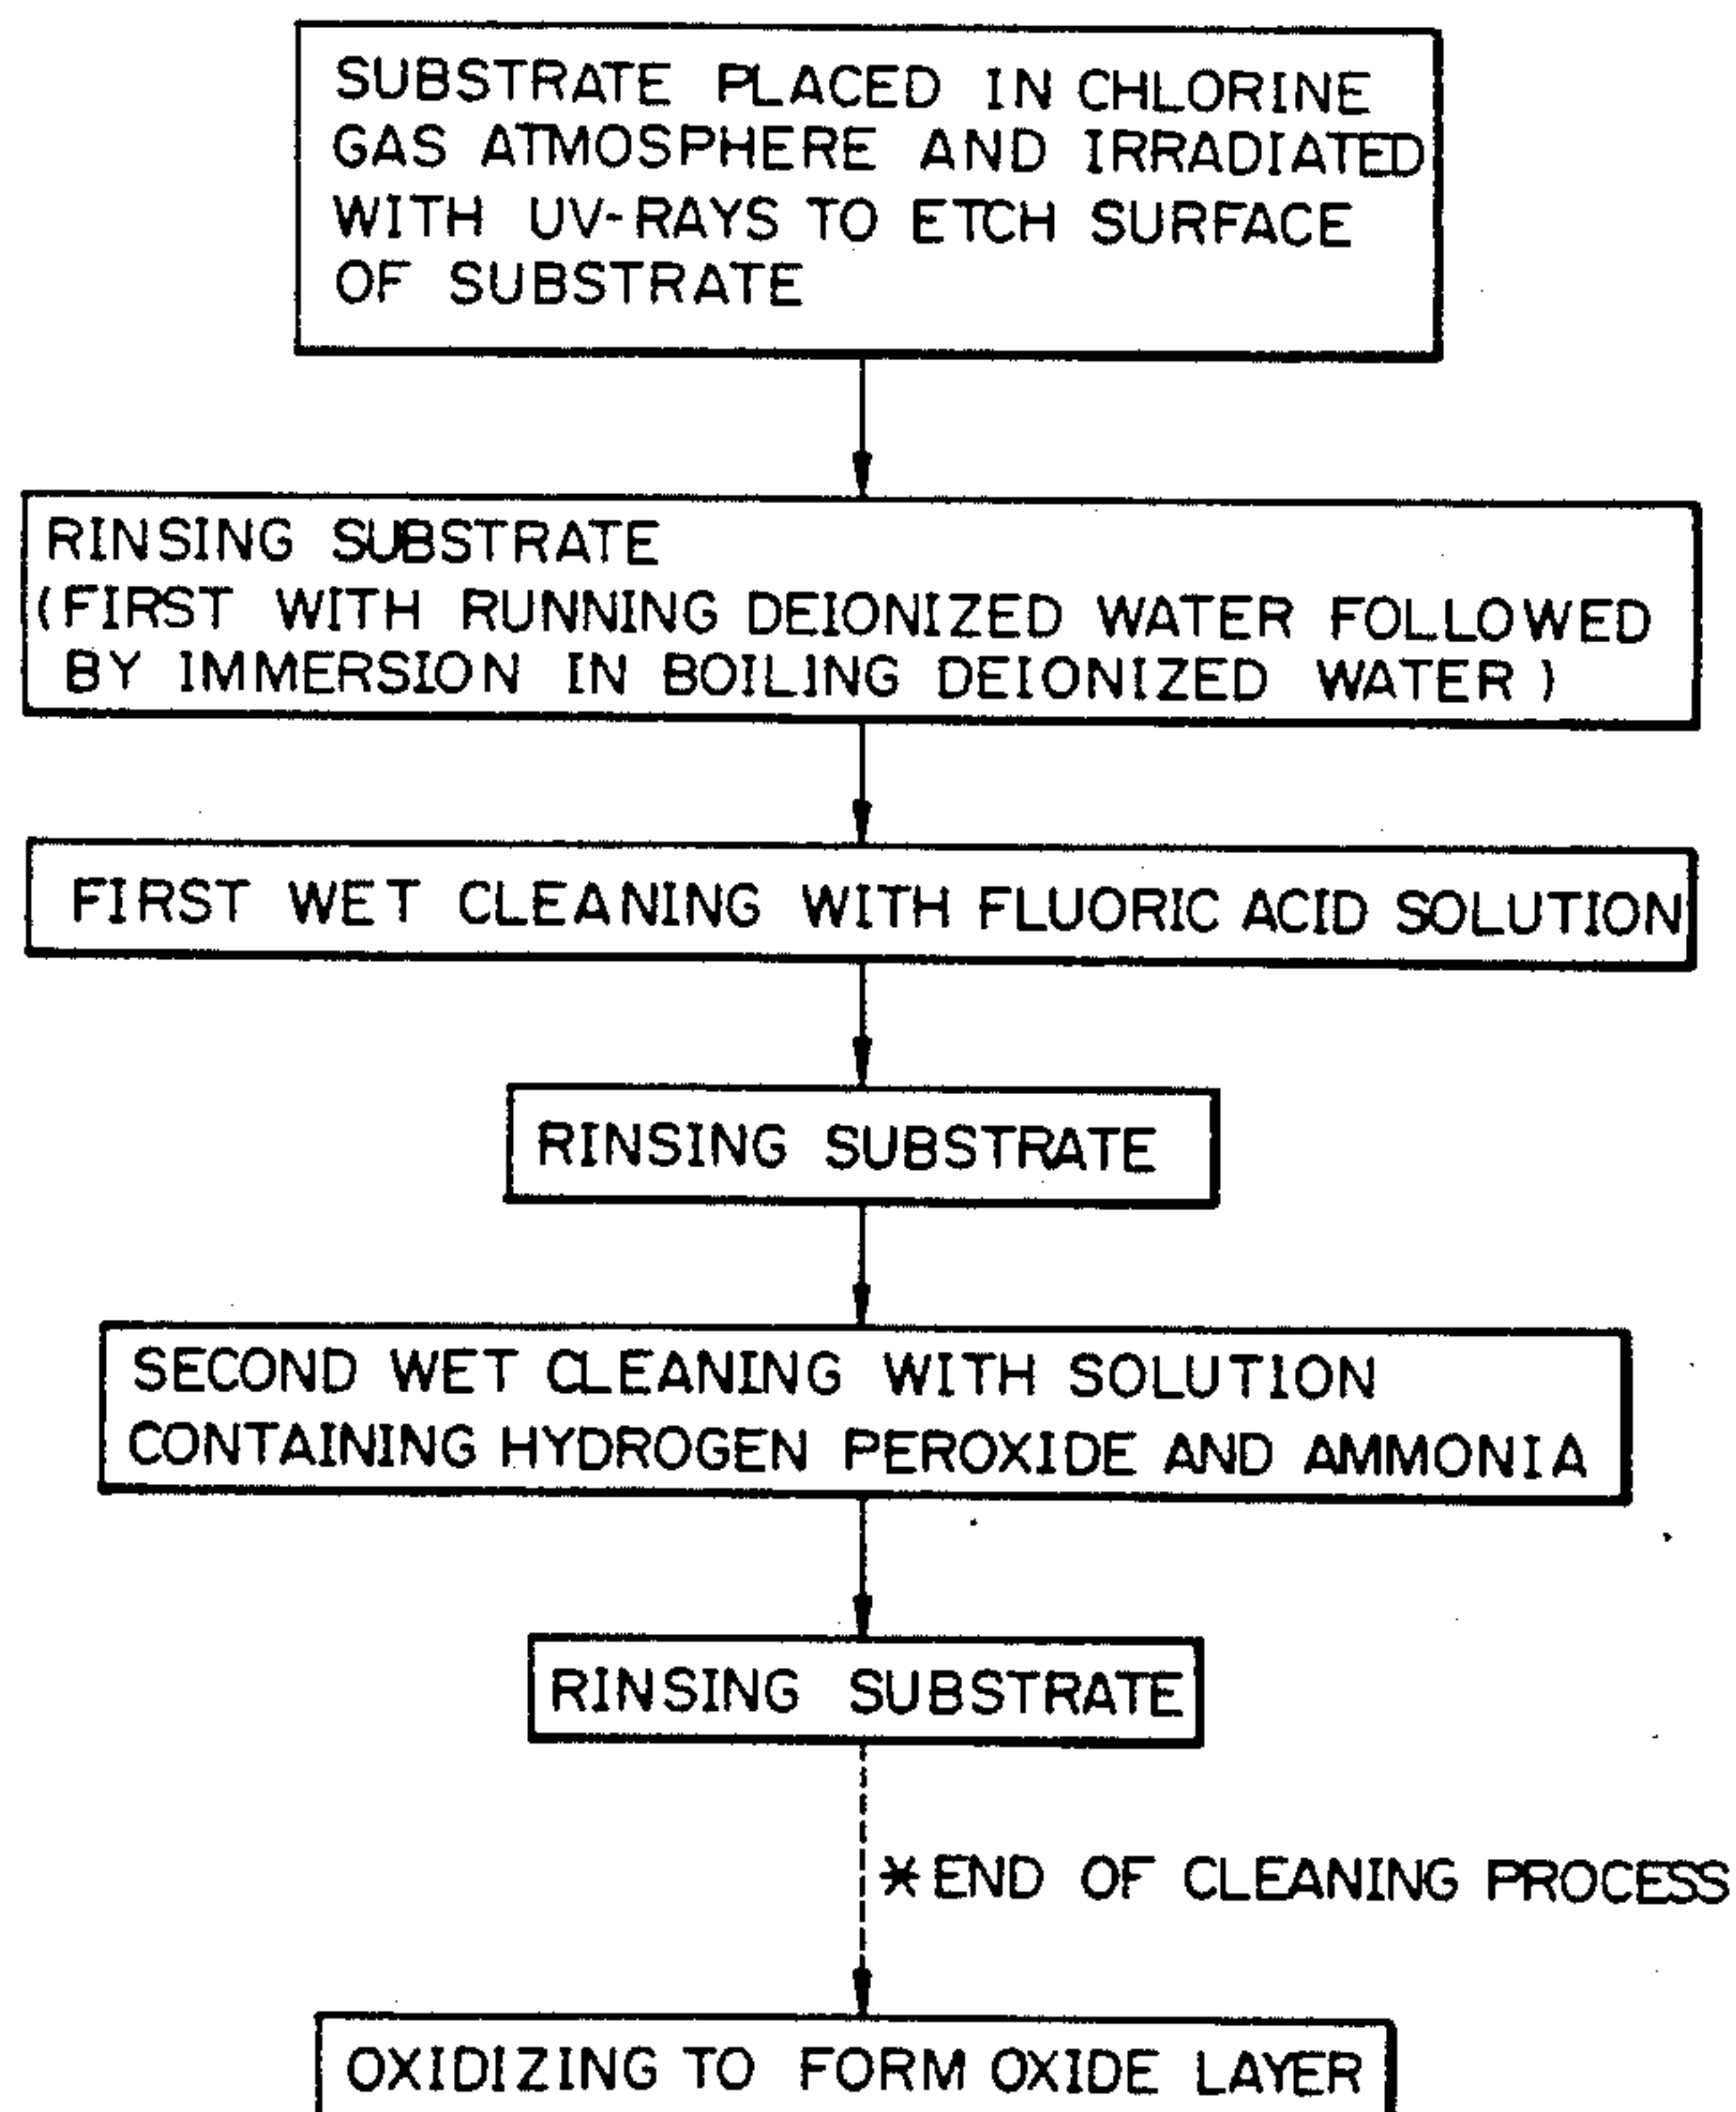 SUBSTRATE PLACED IN CHLORINE
GAS ATMOSPHERE AND IRRADIATED
WITH UV-RAYS TO ETCH SURFACE
OF SUBSTRATE
RINSING SUBSTRATE
(FIRST WITH RUNNING DEIONIZED WATER FOLLOWED
BY IMMERSION IN BOILING DEIONIZED WATER)
FIRST WET CLEANING WITH FLUORIC ACID SOLUTION
RINSING SUBSTRATE
SECOND WET CLEANING WITH SOLUTION
CONTAINING HYDROGEN PEROXIDE AND AMMONIA
RINSING SUBSTRATE
*END OF CLEANING PROCESS
OXIDIZING TO FORM OXIDE LAYER